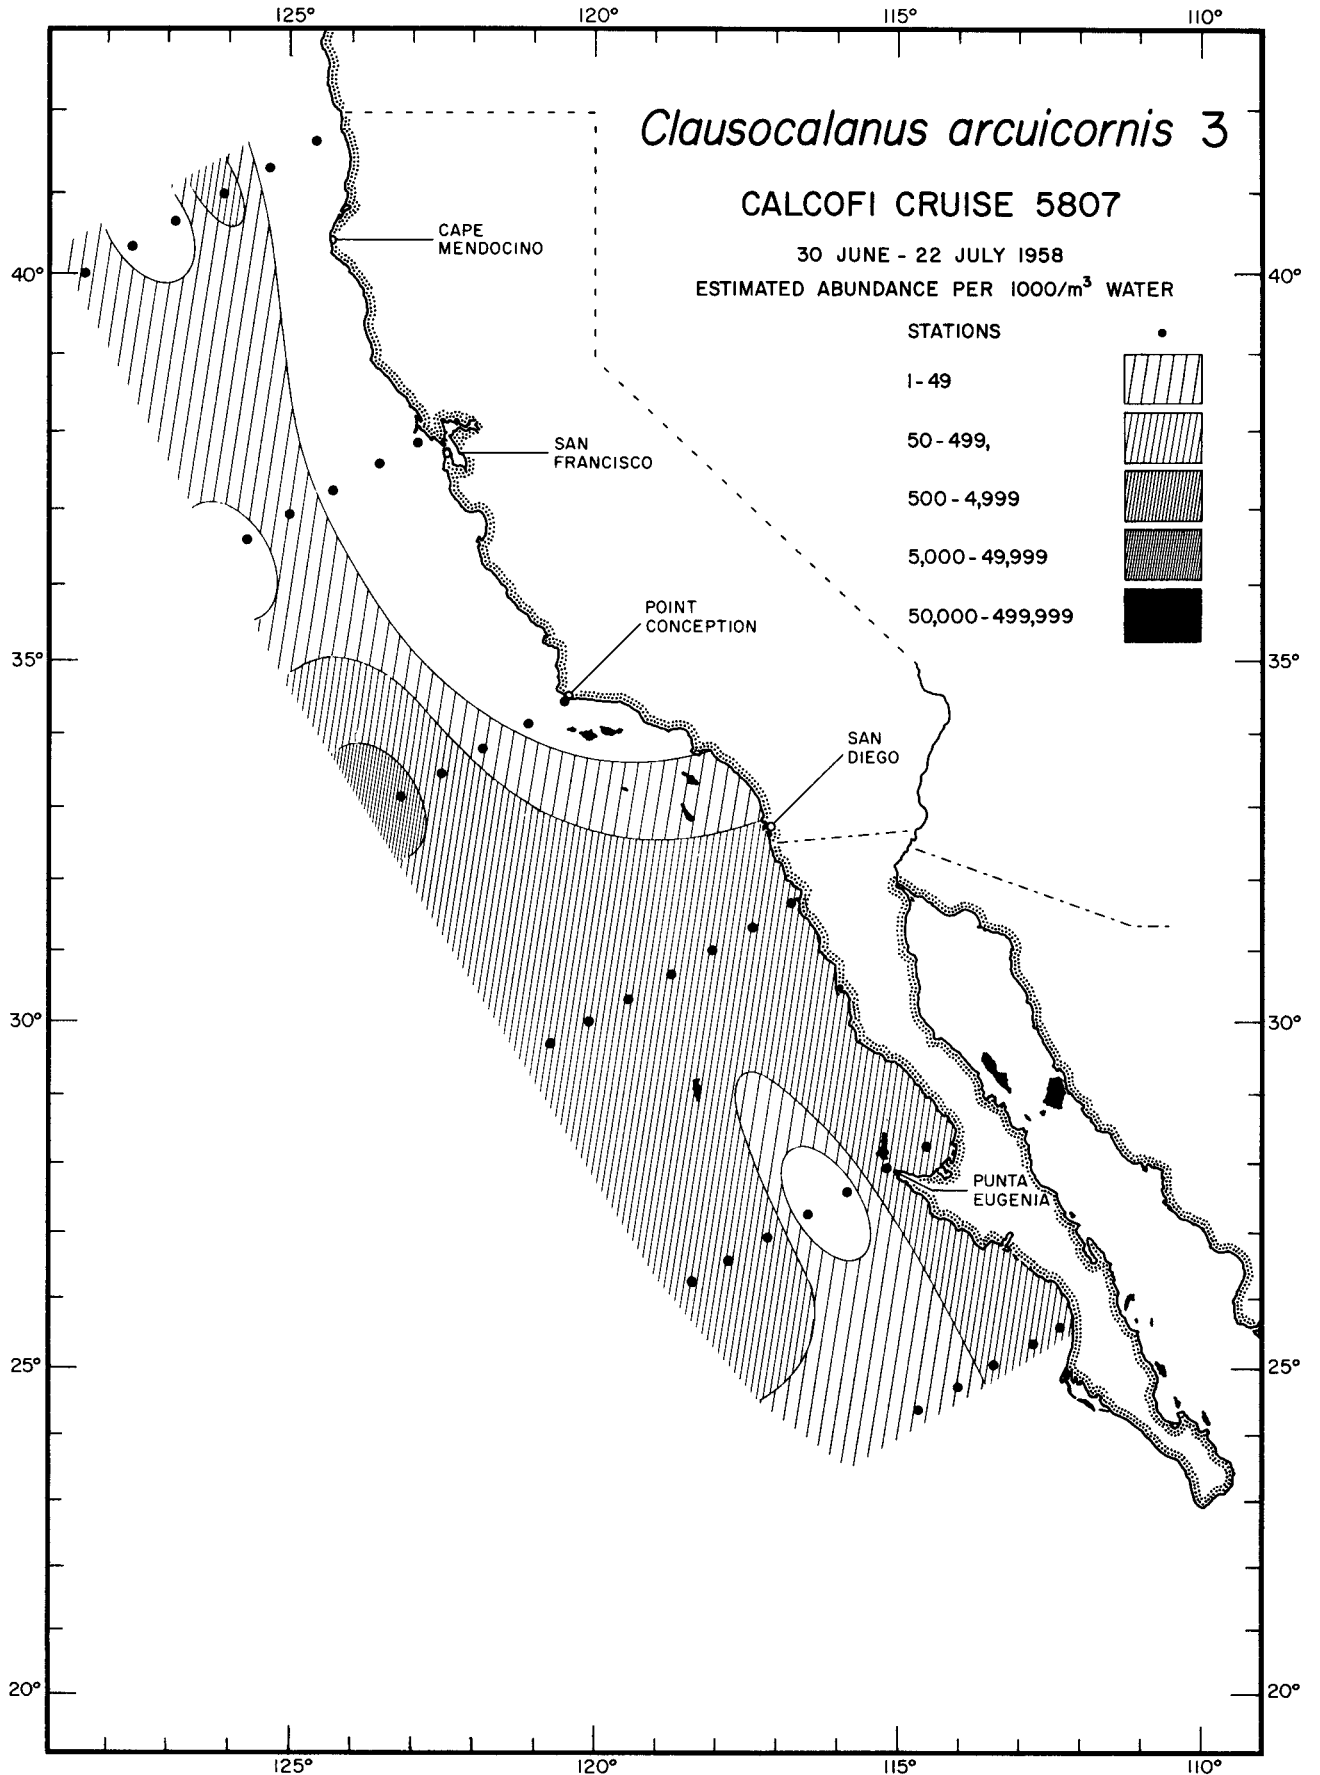 125°
120°
115°
110°
Clausocalanus arcuicornis 3
CALCOFI CRUISE 5807
30 JUNE - 22 JULY 1958
ESTIMATED ABUNDANCE PER 1000/m³ WATER
STATIONS
1-49
50-499,
500-4,999
5,000-49,999
50,000-499,999
CAPE
MENDOCINO
40°
40°
SAN
FRANCISCO
POINT
CONCEPTION
35°
35°
SAN
DIEGO
30°
30°
PUNTA
EUGENIA
25°
25°
20°
20°
125°
120°
115°
110°